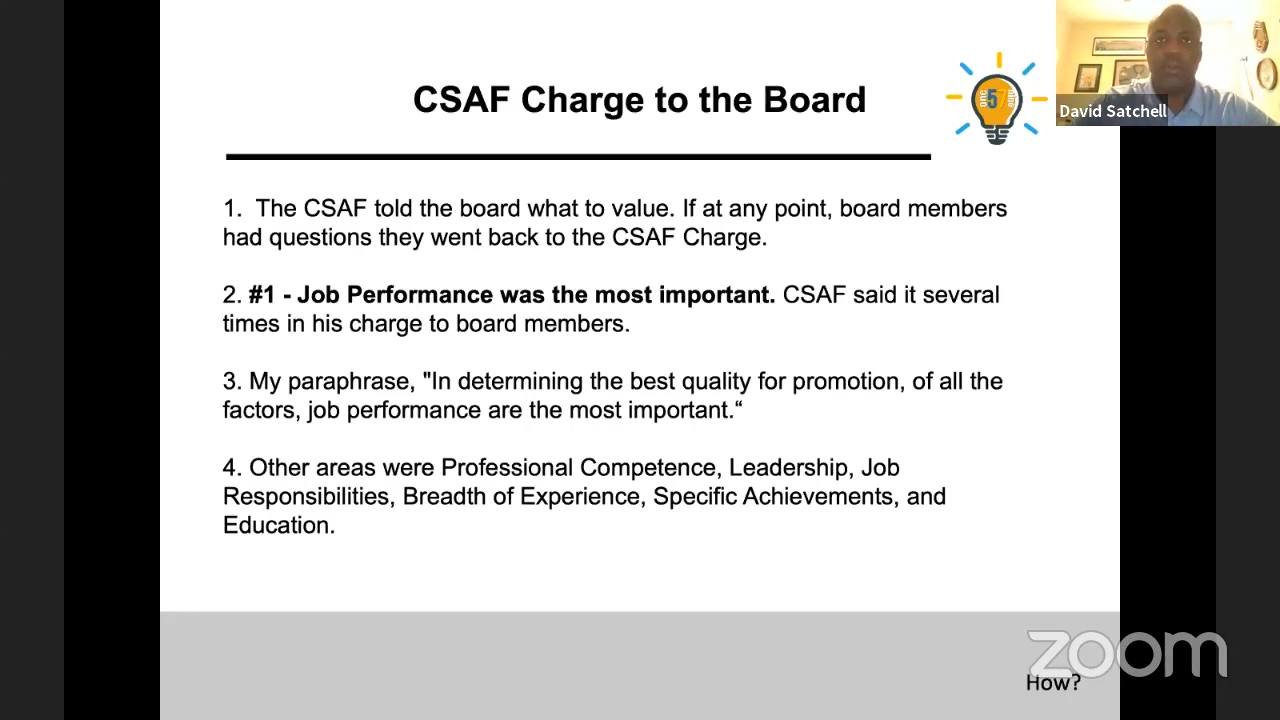 CSAF Charge to the Board
David Satchell
1. The CSAF told the board what to value. If at any point, board members
had questions they went back to the CSAF Charge.
2. #1 - Job Performance was the most important. CSAF said it several
times in his charge to board members.
3. My paraphrase, "In determining the best quality for promotion, of all the
factors, job performance are the most important.“
4. Other areas were Professional Competence, Leadership, Job
Responsibilities, Breadth of Experience, Specific Achievements, and
Education.
zoom
How?